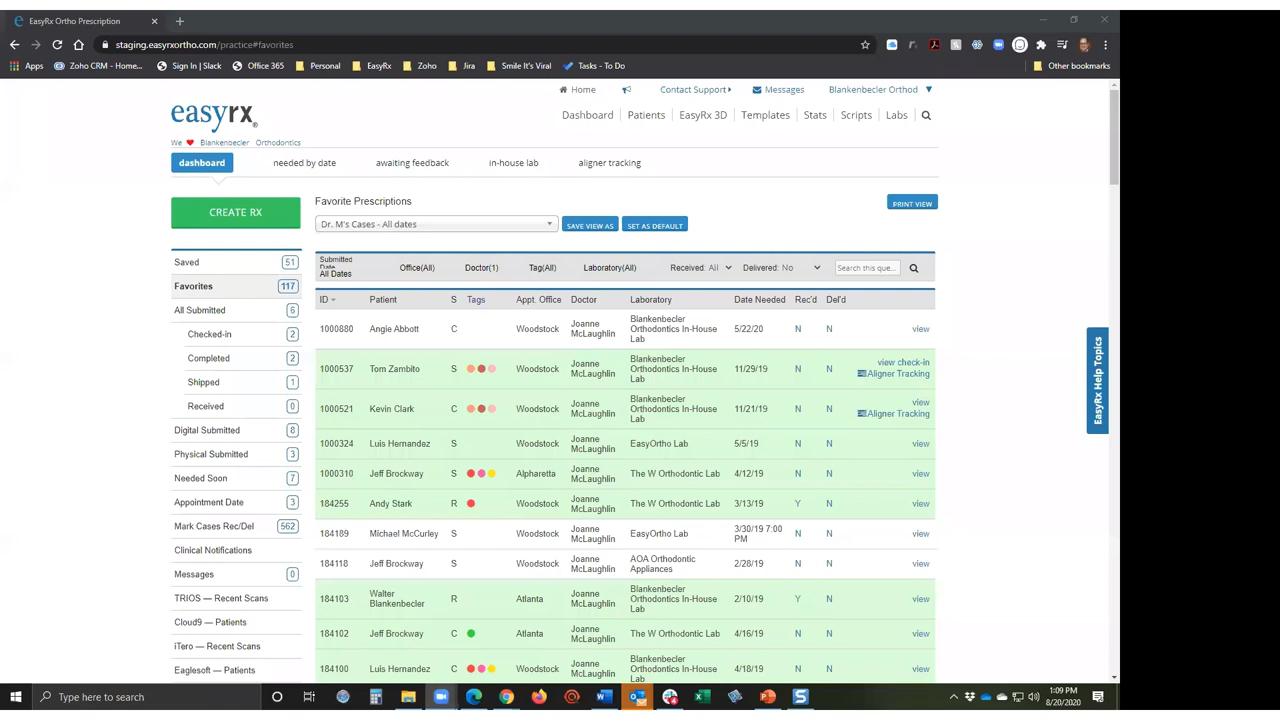 EasyRx Ortho Prescription
staging.easyrxortho.com/practice#favorites
Apps Zoho CRM - Home... Sign In | Slack Office 365 Personal EasyRx Zoho Jira Smile It's Viral Tasks - To Do Other bookmarks
Home Contact Support Messages Blankenbecler Orthod
easyrx®
Dashboard Patients EasyRx 3D Templates Stats Scripts Labs
We Blankenbecler Orthodontics
dashboard needed by date awaiting feedback in-house lab aligner tracking
CREATE RX
Favorite Prescriptions
PRINT VIEW
Dr. M's Cases - All dates SAVE VIEW AS SET AS DEFAULT
Saved 51
Favorites 117
All Submitted 6
Checked-in 2
Completed 2
Shipped 1
Received 0
Digital Submitted 8
Physical Submitted 3
Needed Soon 7
Appointment Date 3
Mark Cases Rec/Del 562
Clinical Notifications
Messages 0
TRIOS — Recent Scans
Cloud9 — Patients
iTero — Recent Scans
Eaglesoft — Patients
Submitted
Date
All Dates
Office(All) Doctor(1) Tag(All) Laboratory(All) Received: All Delivered: No Search this que...
ID Patient S Tags Appt. Office Doctor Laboratory Date Needed Rec'd Del'd
1000880 Angie Abbott C Woodstock Joanne McLaughlin Blankenbecler Orthodontics In-House Lab 5/22/20 N N view
1000537 Tom Zambito S Woodstock Joanne McLaughlin Blankenbecler Orthodontics In-House Lab 11/29/19 N N view check-in
Aligner Tracking
1000521 Kevin Clark C Woodstock Joanne McLaughlin Blankenbecler Orthodontics In-House Lab 11/21/19 N N view
Aligner Tracking
1000324 Luis Hernandez S Woodstock Joanne McLaughlin EasyOrtho Lab 5/5/19 N N view
1000310 Jeff Brockway S Alpharetta Joanne McLaughlin The W Orthodontic Lab 4/12/19 N N view
184255 Andy Stark R Woodstock Joanne McLaughlin The W Orthodontic Lab 3/13/19 Y N view
184189 Michael McCurley S Woodstock Joanne McLaughlin EasyOrtho Lab 3/30/19 7:00 PM N N view
184118 Jeff Brockway S Woodstock Joanne McLaughlin AOA Orthodontic Appliances 2/28/19 N N view
184103 Walter Blankenbecler R Atlanta Joanne McLaughlin Blankenbecler Orthodontics In-House Lab 2/10/19 Y N view
184102 Jeff Brockway C Atlanta Joanne McLaughlin The W Orthodontic Lab 4/16/19 N N view
184100 Luis Hernandez C Woodstock Joanne McLaughlin Blankenbecler Orthodontics In-House Lab 4/18/19 N N view
EasyRx Help Topics
Type here to search
1:09 PM
8/20/2020